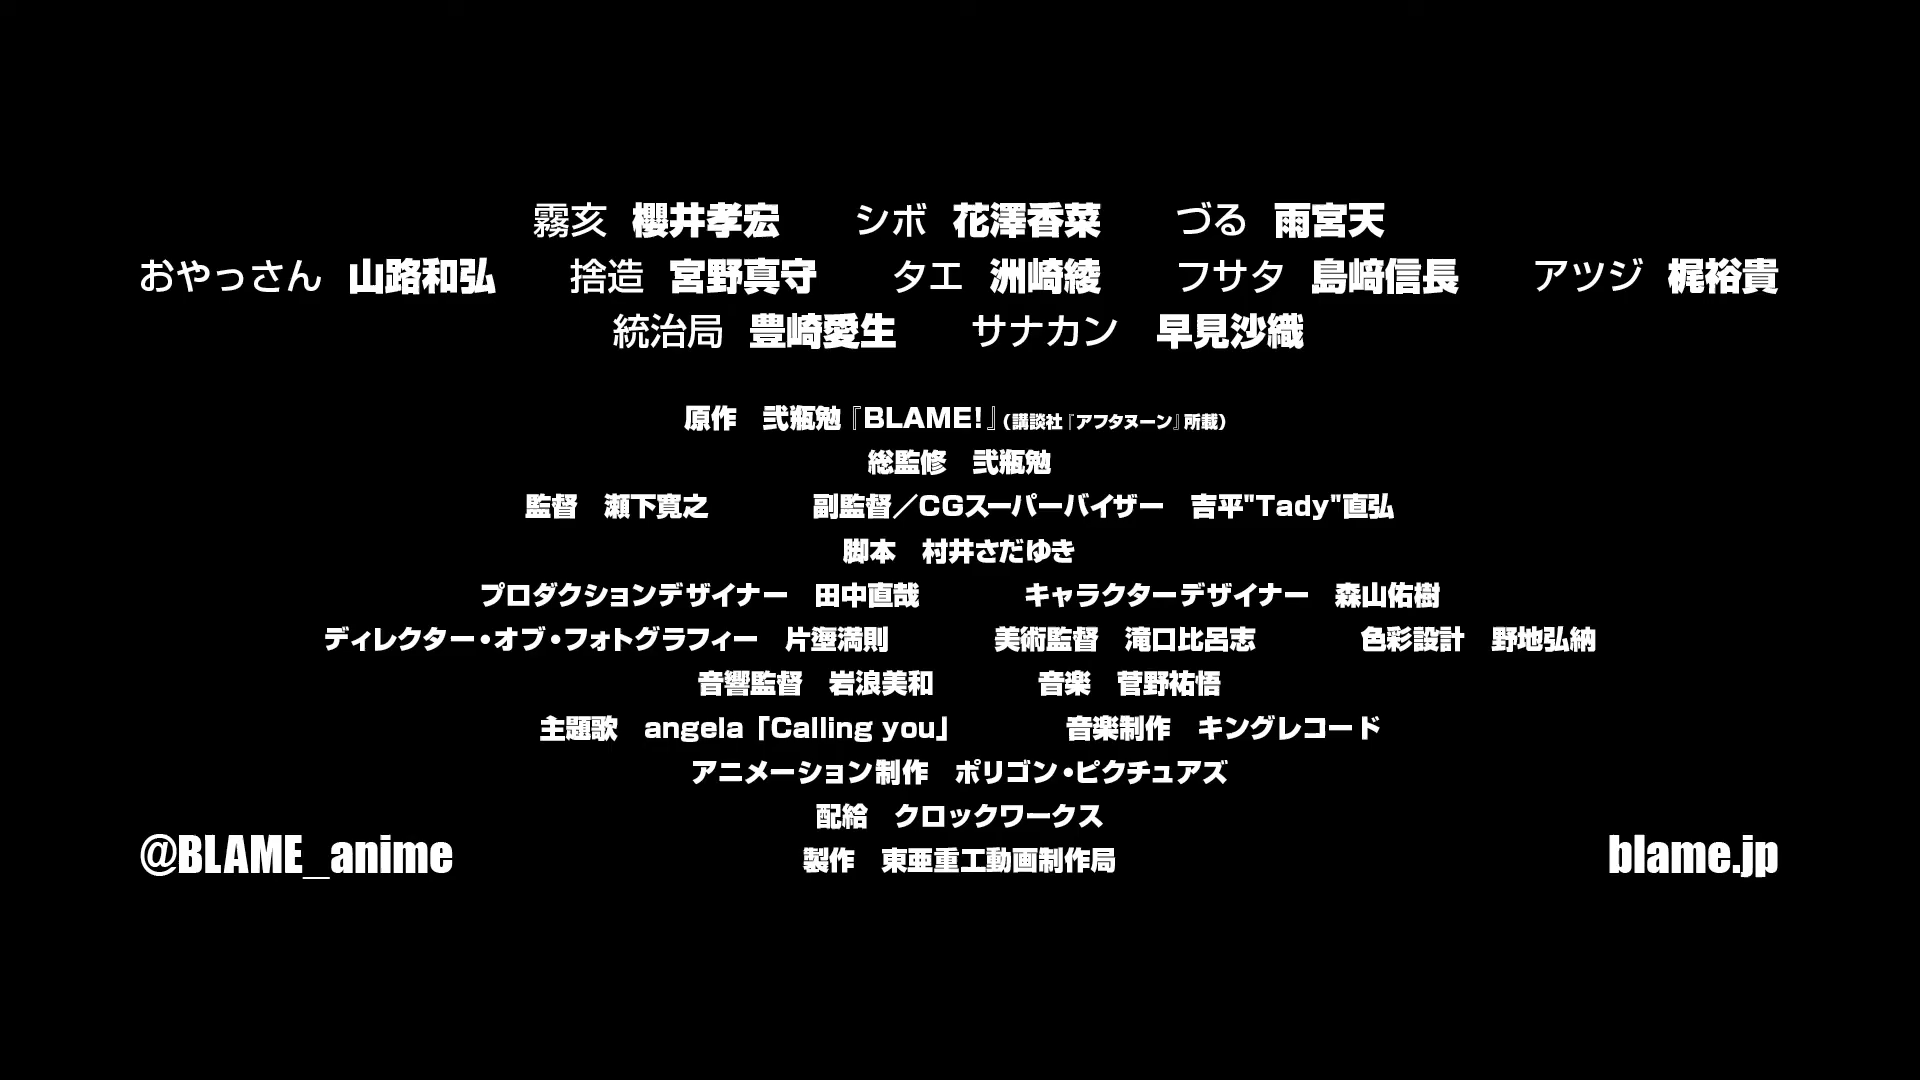 霧亥 櫻井孝宏 シボ 花澤香菜 づる 雨宮天
おやっさん 山路和弘 捨造 宮野真守 タエ 洲崎綾 フサタ 島﨑信長 アツジ 梶裕貴
統治局 豊崎愛生 サナカン 早見沙織
原作 弐瓶勉『BLAME!』(講談社『アフタヌーン』所載)
総監修 弐瓶勉
監督 瀬下寛之 副監督／CGスーパーバイザー 吉平"Tady"直弘
脚本 村井さだゆき
プロダクションデザイナー 田中直哉 キャラクターデザイナー 森山佑樹
ディレクター・オブ・フォトグラフィー 片塰満則 美術監督 滝口比呂志 色彩設計 野地弘納
音響監督 岩浪美和 音楽 菅野祐悟
主題歌 angela「Calling you」 音楽制作 キングレコード
アニメーション制作 ポリゴン・ピクチュアズ
配給 クロックワークス
製作 東亜重工動画制作局
@BLAME_anime
blame.jp